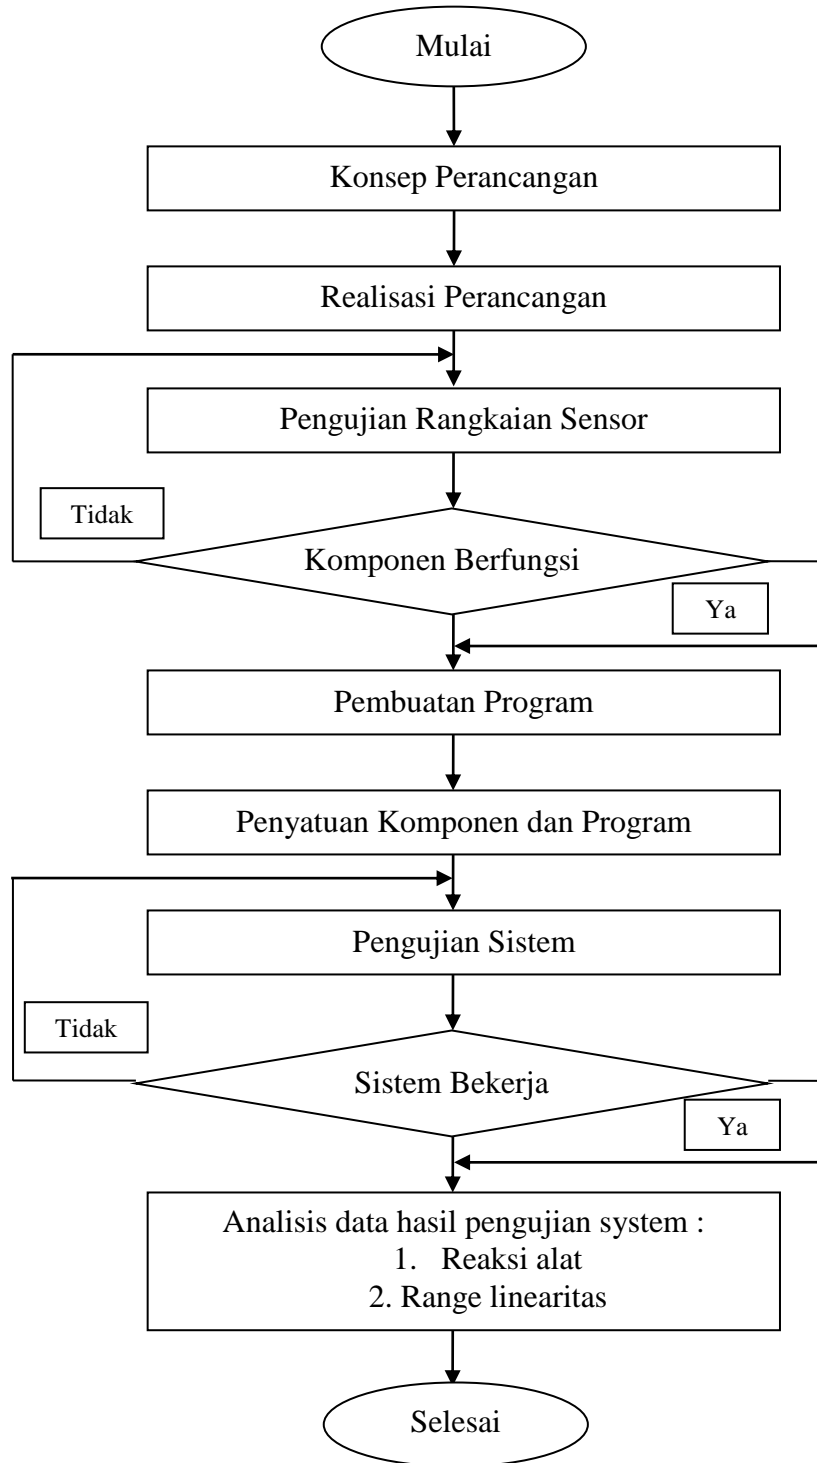 Mulai
Konsep Perancangan
Realisasi Perancangan
Pengujian Rangkaian Sensor
Tidak
Komponen Berfungsi
Ya
Pembuatan Program
Penyatuan Komponen dan Program
Pengujian Sistem
Tidak
Sistem Bekerja
Ya
Analisis data hasil pengujian system :
1. Reaksi alat
2. Range linearitas
Selesai